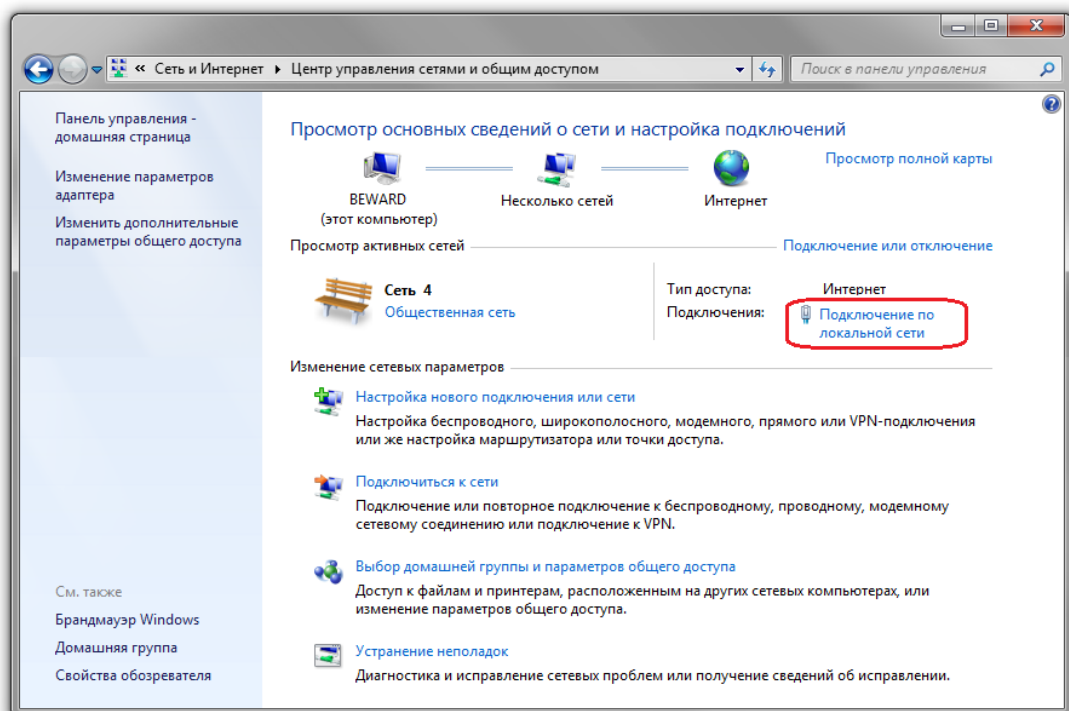 « Сеть и Интернет ▸ Центр управления сетями и общим доступом
Поиск в панели управления
Панель управления -
домашняя страница
Изменение параметров
адаптера
Изменить дополнительные
параметры общего доступа
Просмотр основных сведений о сети и настройка подключений
Просмотр полной карты
BEWARD
(этот компьютер)
Несколько сетей
Интернет
Просмотр активных сетей
Подключение или отключение
Сеть 4
Общественная сеть
Тип доступа: Интернет
Подключения: Подключение по
локальной сети
Изменение сетевых параметров
Настройка нового подключения или сети
Настройка беспроводного, широкополосного, модемного, прямого или VPN-подключения
или же настройка маршрутизатора или точки доступа.
Подключиться к сети
Подключение или повторное подключение к беспроводному, проводному, модемному
сетевому соединению или подключение к VPN.
Выбор домашней группы и параметров общего доступа
Доступ к файлам и принтерам, расположенным на других сетевых компьютерах, или
изменение параметров общего доступа.
Устранение неполадок
Диагностика и исправление сетевых проблем или получение сведений об исправлении.
См. также
Брандмауэр Windows
Домашняя группа
Свойства обозревателя